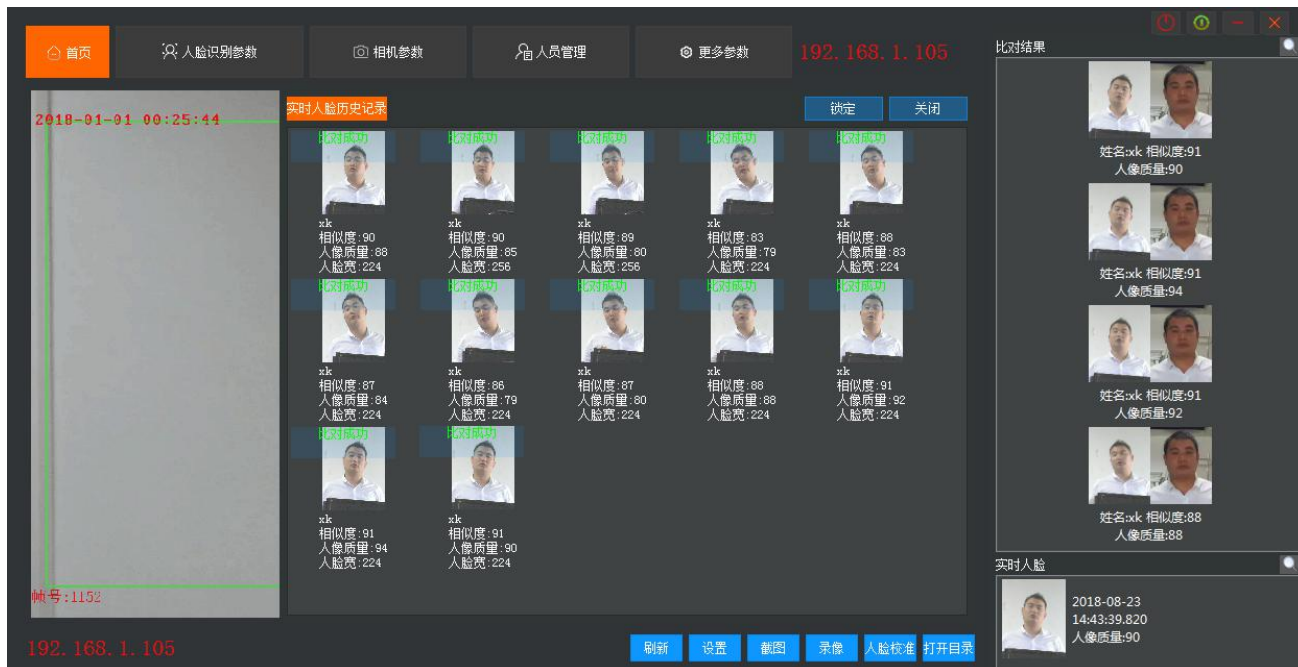 首页 人脸识别参数 相机参数 人员管理 更多参数 192.168.1.105
2018-01-01 00:25:44
帧号:1152
192.168.1.105
实时人脸历史记录 锁定 关闭
比对成功 比对成功 比对成功 比对成功 比对成功
xk xk xk xk xk
相似度:90 相似度:90 相似度:89 相似度:83 相似度:88
人像质量:88 人像质量:85 人像质量:80 人像质量:79 人像质量:83
人脸宽:224 人脸宽:256 人脸宽:256 人脸宽:224 人脸宽:224
比对成功 比对成功 比对成功 比对成功 比对成功
xk xk xk xk xk
相似度:87 相似度:86 相似度:87 相似度:88 相似度:91
人像质量:84 人像质量:79 人像质量:80 人像质量:88 人像质量:92
人脸宽:224 人脸宽:224 人脸宽:224 人脸宽:224 人脸宽:224
比对成功 比对成功
xk xk
相似度:91 相似度:91
人像质量:94 人像质量:90
人脸宽:224 人脸宽:224
刷新 设置 截图 录像 人脸校准 打开目录
比对结果
姓名:xk 相似度:91
人像质量:90
姓名:xk 相似度:91
人像质量:94
姓名:xk 相似度:91
人像质量:92
姓名:xk 相似度:88
人像质量:88
实时人脸
2018-08-23
14:43:39.820
人像质量:90